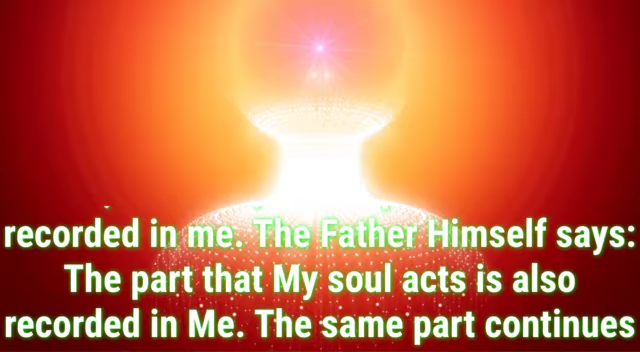 recorded in me. The Father Himself says:
The part that My soul acts is also
recorded in Me. The same part continues